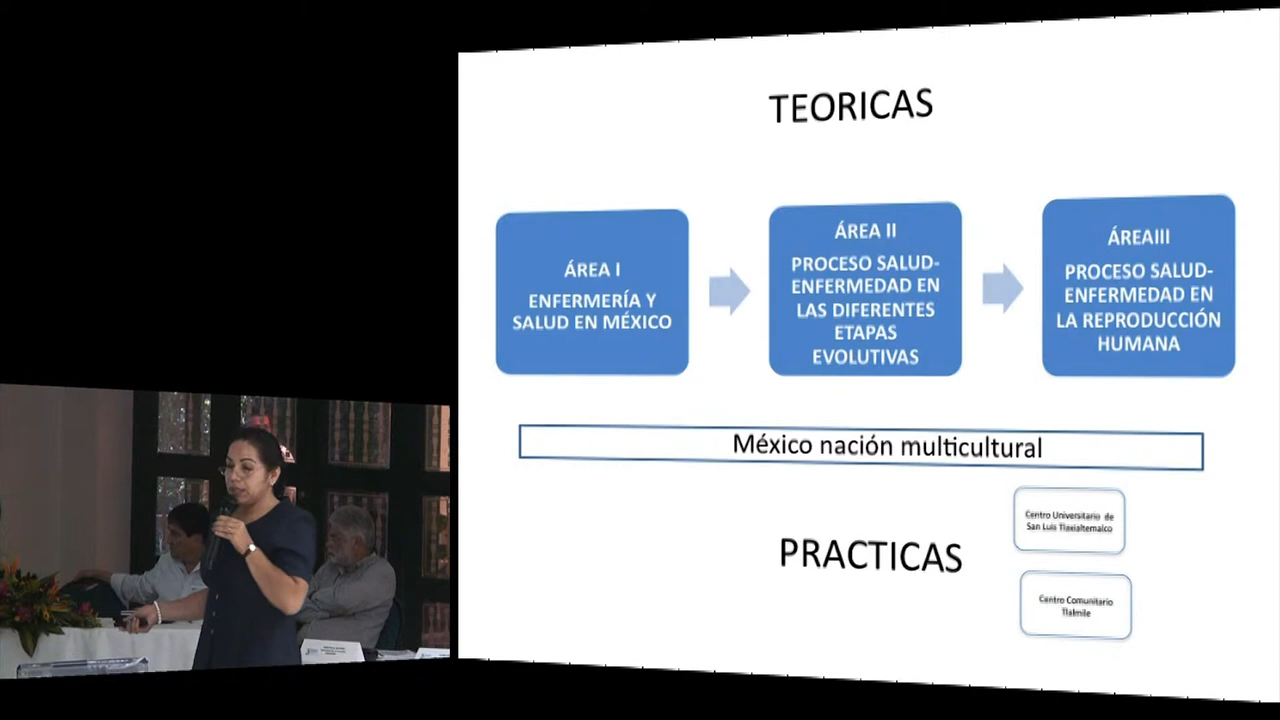 TEORICAS
ÁREA I
ENFERMERÍA Y
SALUD EN MÉXICO
ÁREA II
PROCESO SALUD-
ENFERMEDAD EN
LAS DIFERENTES
ETAPAS
EVOLUTIVAS
ÁREAIII
PROCESO SALUD-
ENFERMEDAD EN
LA REPRODUCCIÓN
HUMANA
México nación multicultural
PRACTICAS
Centro Universitario de
San Luis Tlaxialtemalco
Centro Comunitario
Tlalmile